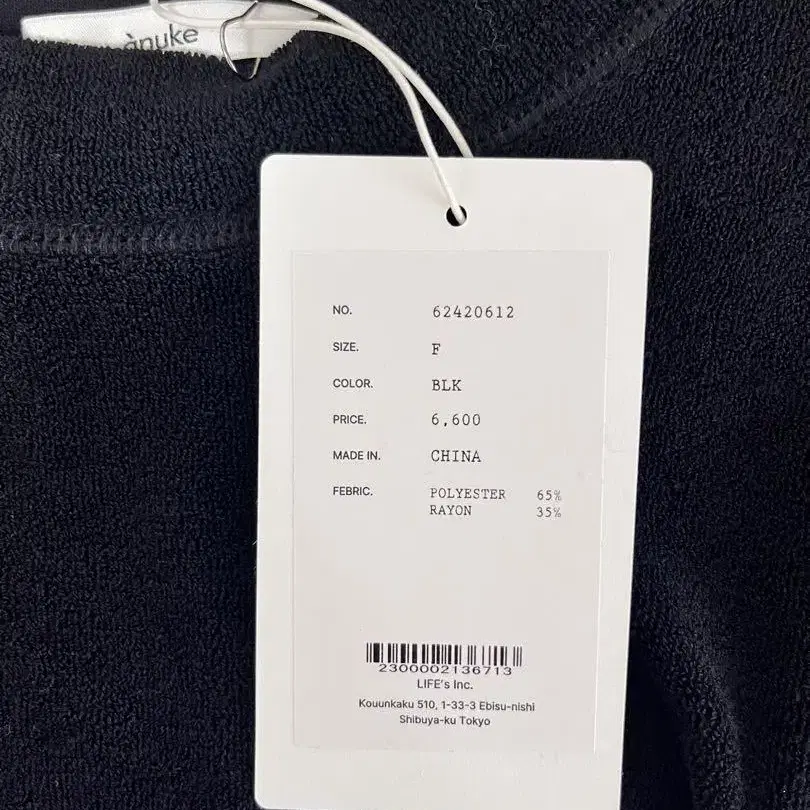 ànuke
NO. 62420612
SIZE. F
COLOR. BLK
PRICE. 6,600
MADE IN. CHINA
FEBRIC. POLYESTER 65%
RAYON 35%
2300002136713
LIFE's Inc.
Kouunkaku 510, 1-33-3 Ebisu-nishi
Shibuya-ku Tokyo